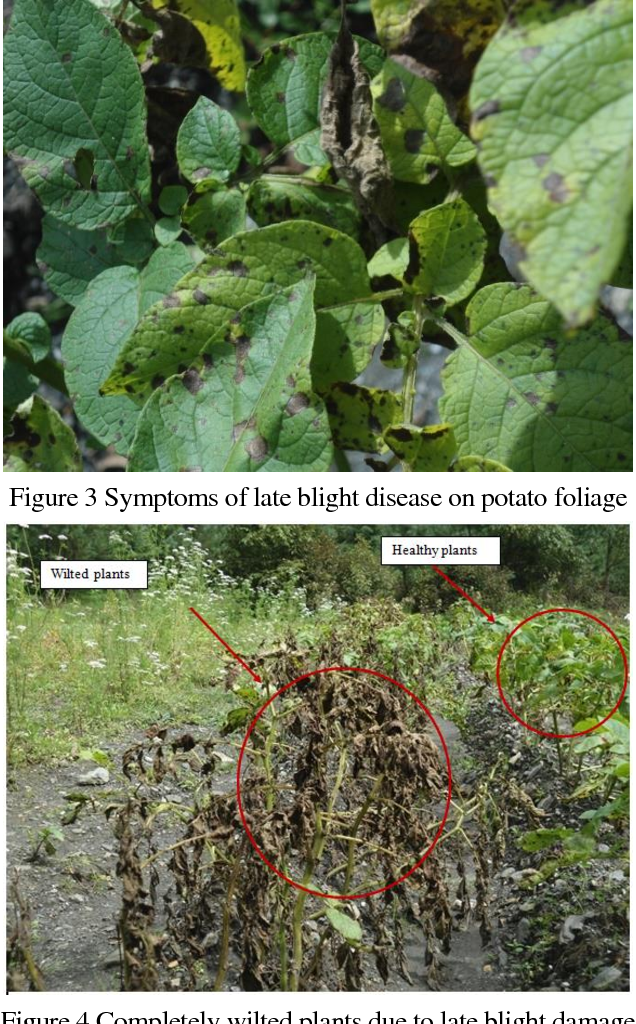 Figure 3 Symptoms of late blight disease on potato foliage
Healthy plants
Wilted plants
Figure 4 Completely wilted plants due to late blight damage